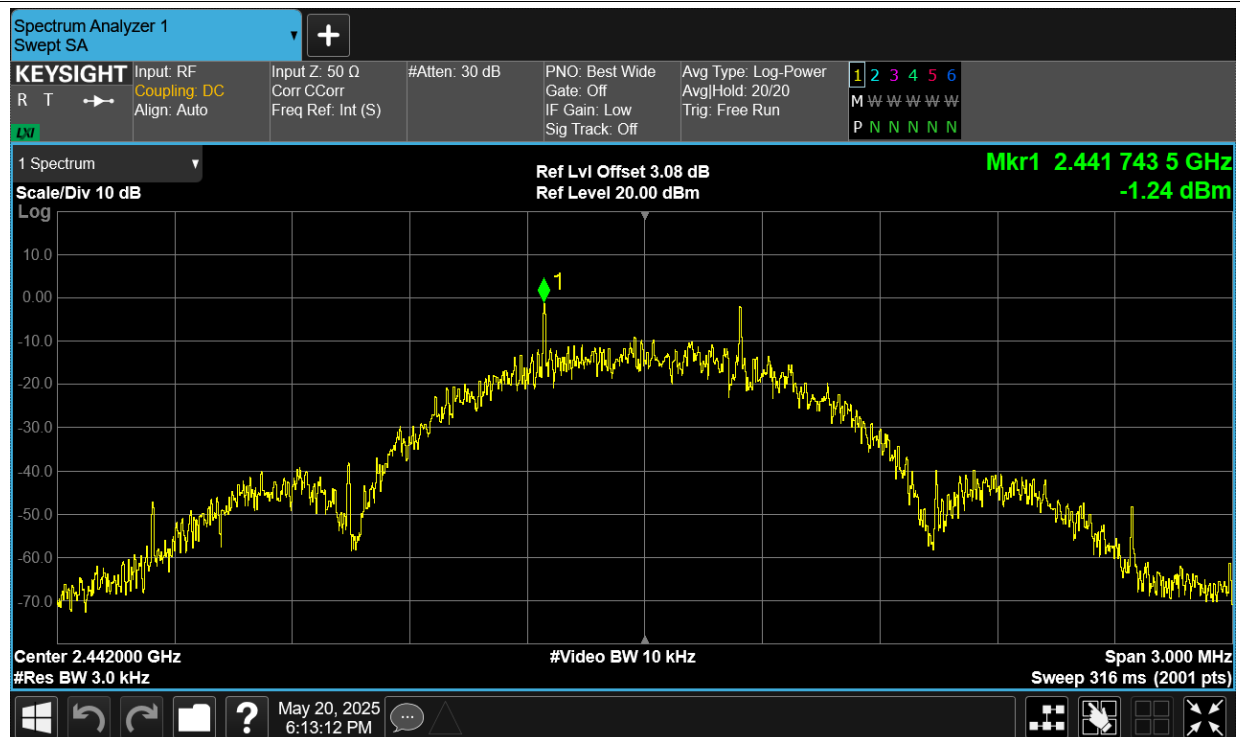 Spectrum Analyzer 1
Swept SA
+
KEYSIGHT
R T
LXI
Input: RF
Coupling: DC
Align: Auto
Input Z: 50 Ω
Corr CCorr
Freq Ref: Int (S)
#Atten: 30 dB
PNO: Best Wide
Gate: Off
IF Gain: Low
Sig Track: Off
Avg Type: Log-Power
Avg|Hold: 20/20
Trig: Free Run
1 2 3 4 5 6
M W W W W W W
P N N N N N N
1 Spectrum
Scale/Div 10 dB
Log
Ref Lvl Offset 3.08 dB
Ref Level 20.00 dBm
Mkr1 2.441 743 5 GHz
-1.24 dBm
1
10.0
0.00
-10.0
-20.0
-30.0
-40.0
-50.0
-60.0
-70.0
Center 2.442000 GHz
#Res BW 3.0 kHz
#Video BW 10 kHz
Span 3.000 MHz
Sweep 316 ms (2001 pts)
?
May 20, 2025
6:13:12 PM